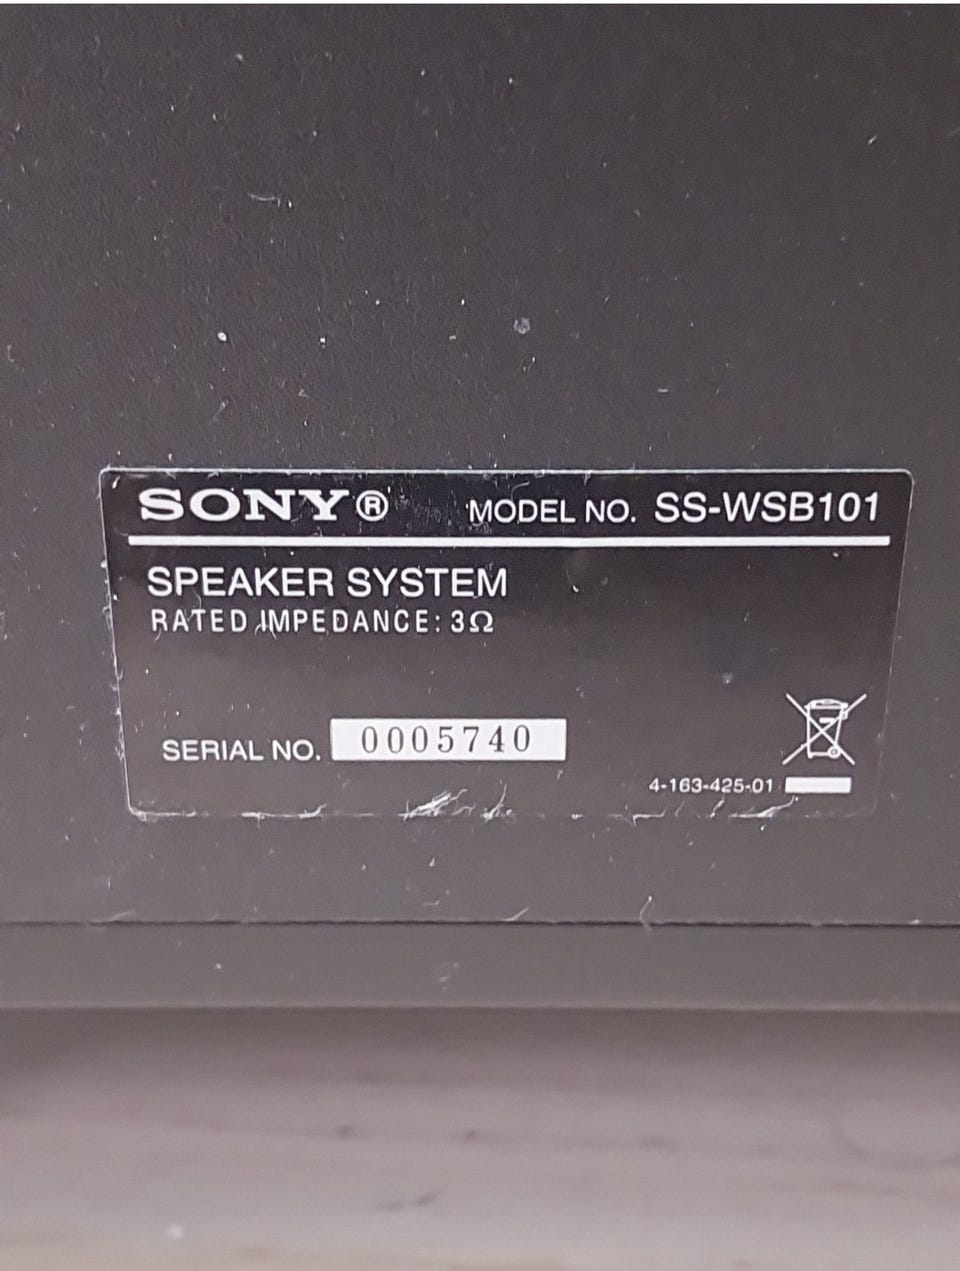 SONY® MODEL NO. SS-WSB101
SPEAKER SYSTEM
RATED IMPEDANCE: 3Ω
SERIAL NO. 0005740
4-163-425-01